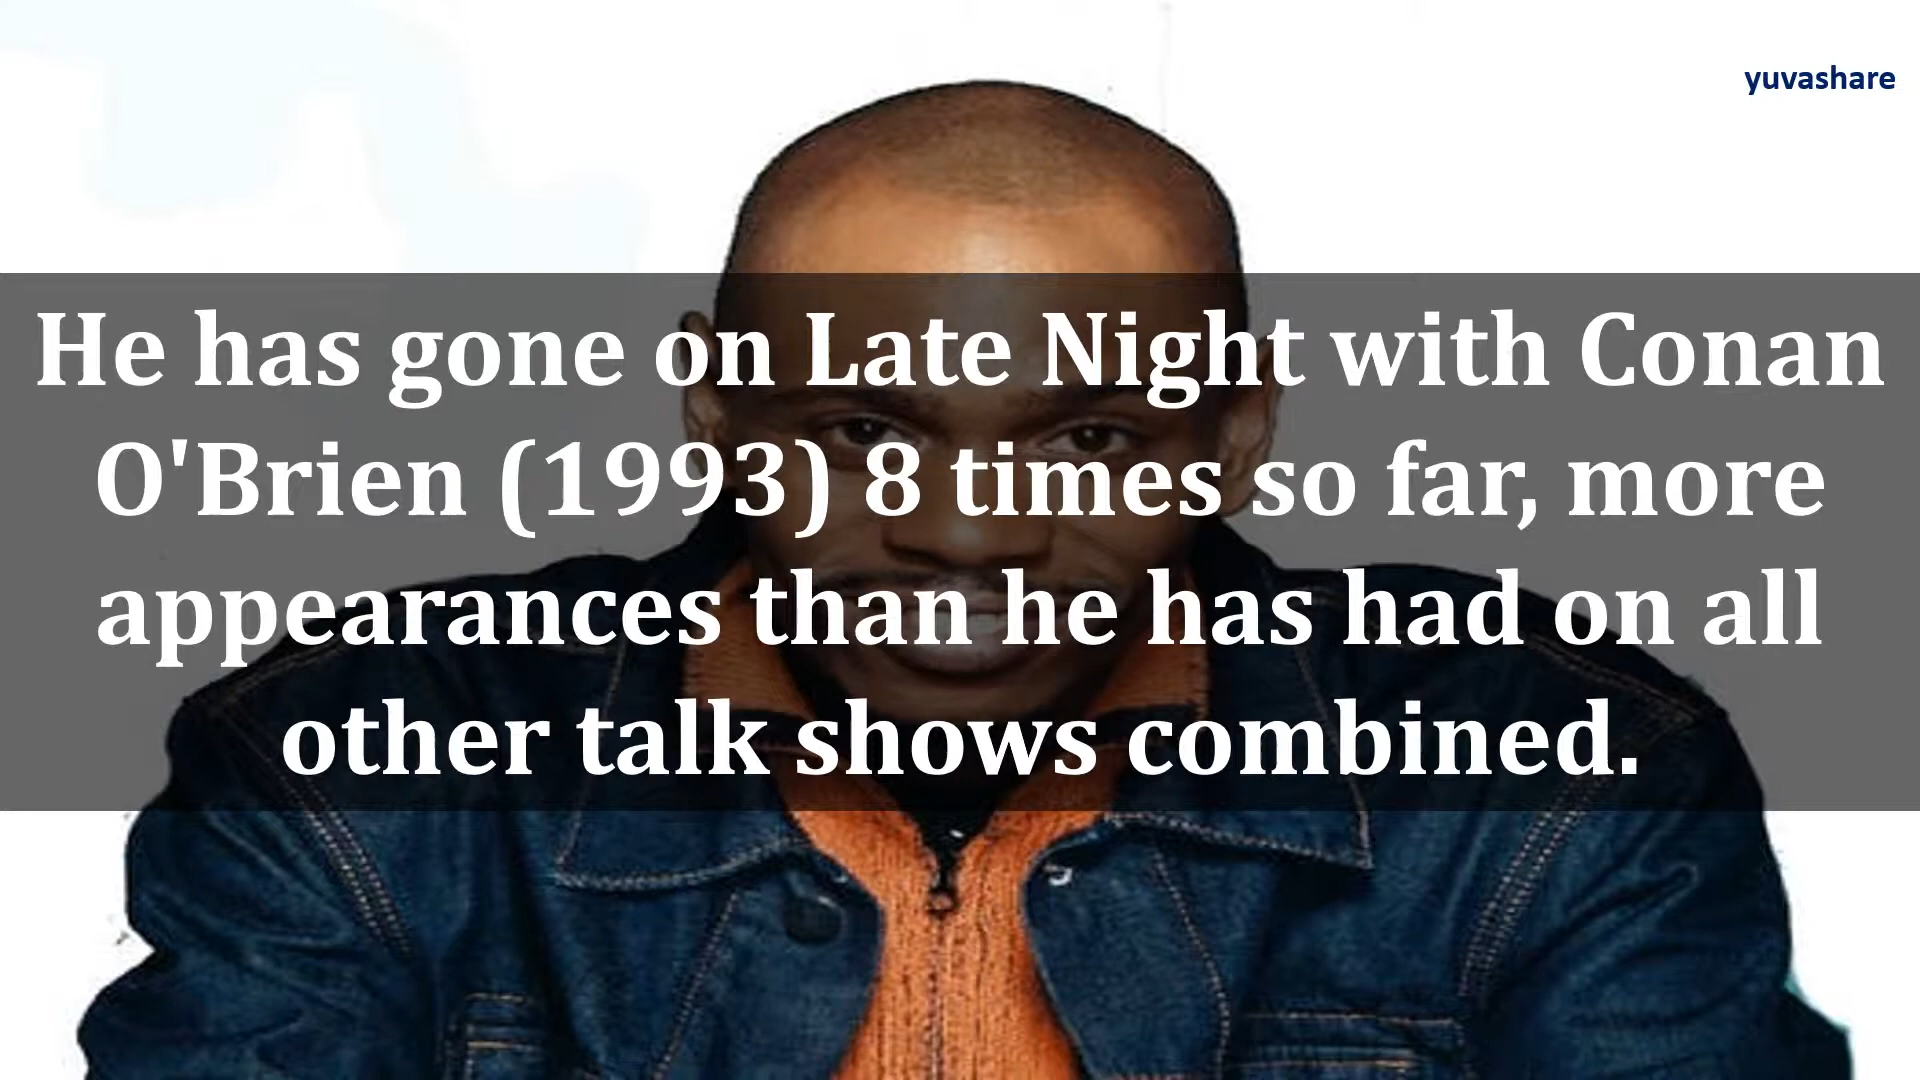 yuvashare
He has gone on Late Night with Conan
O'Brien (1993) 8 times so far, more
appearances than he has had on all
other talk shows combined.